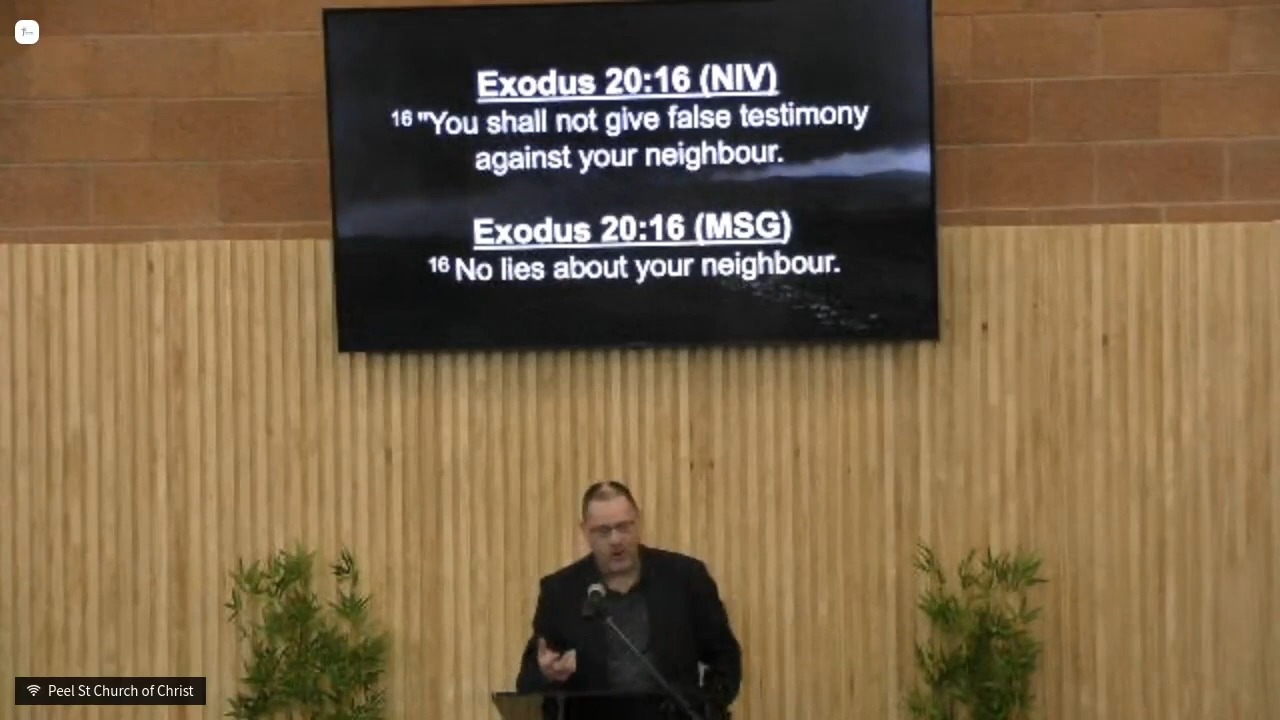 Exodus 20:16 (NIV)
16 "You shall not give false testimony
against your neighbour.
Exodus 20:16 (MSG)
16 No lies about your neighbour.
Peel St Church of Christ